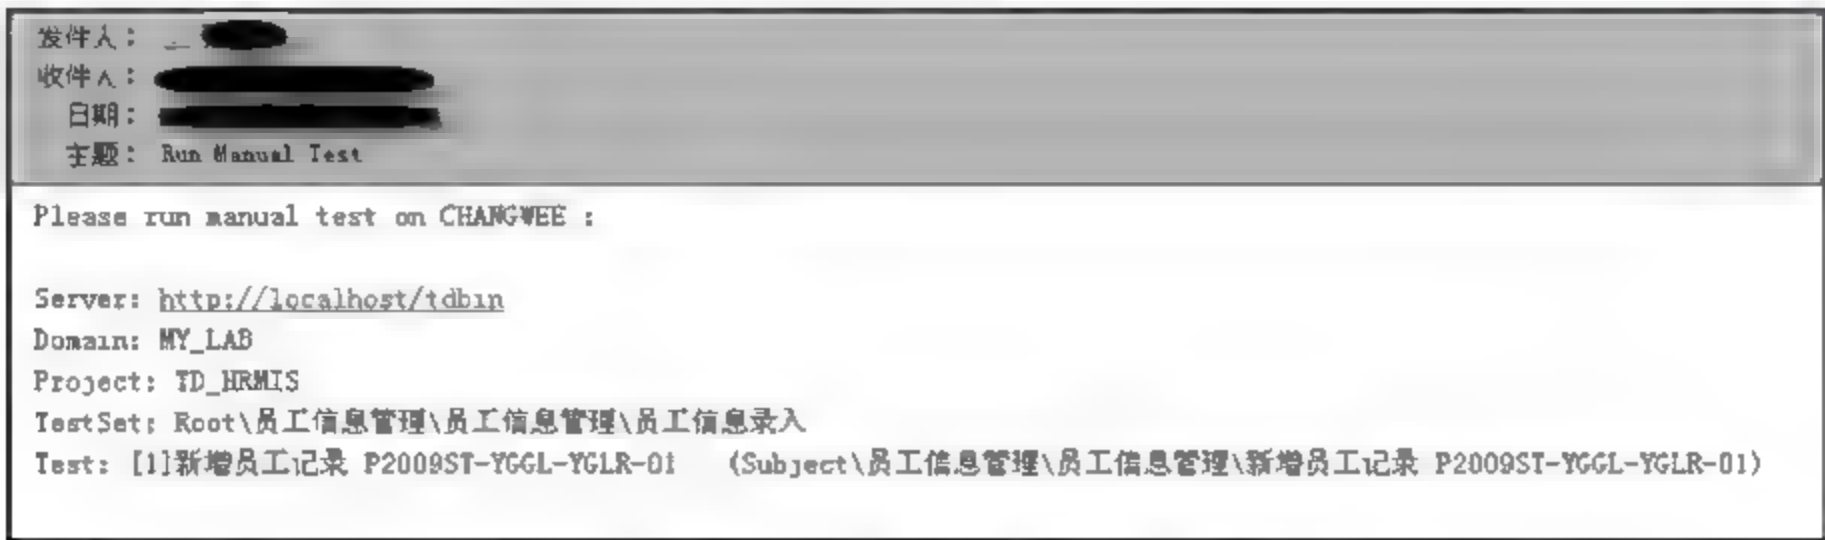 发件人：
收件人：
日期：
主题： Run Manual Test
Please run manual test on CHANGWEE :
Server: http://localhost/tdbin
Domain: MY_LAB
Project: TD_HRMIS
TestSet: Root\员工信息管理\员工信息管理\员工信息录入
Test: [1]新增员工记录 P2009ST-YGGL-YGLR-01 (Subject\员工信息管理\员工信息管理\新增员工记录 P2009ST-YGGL-YGLR-01)